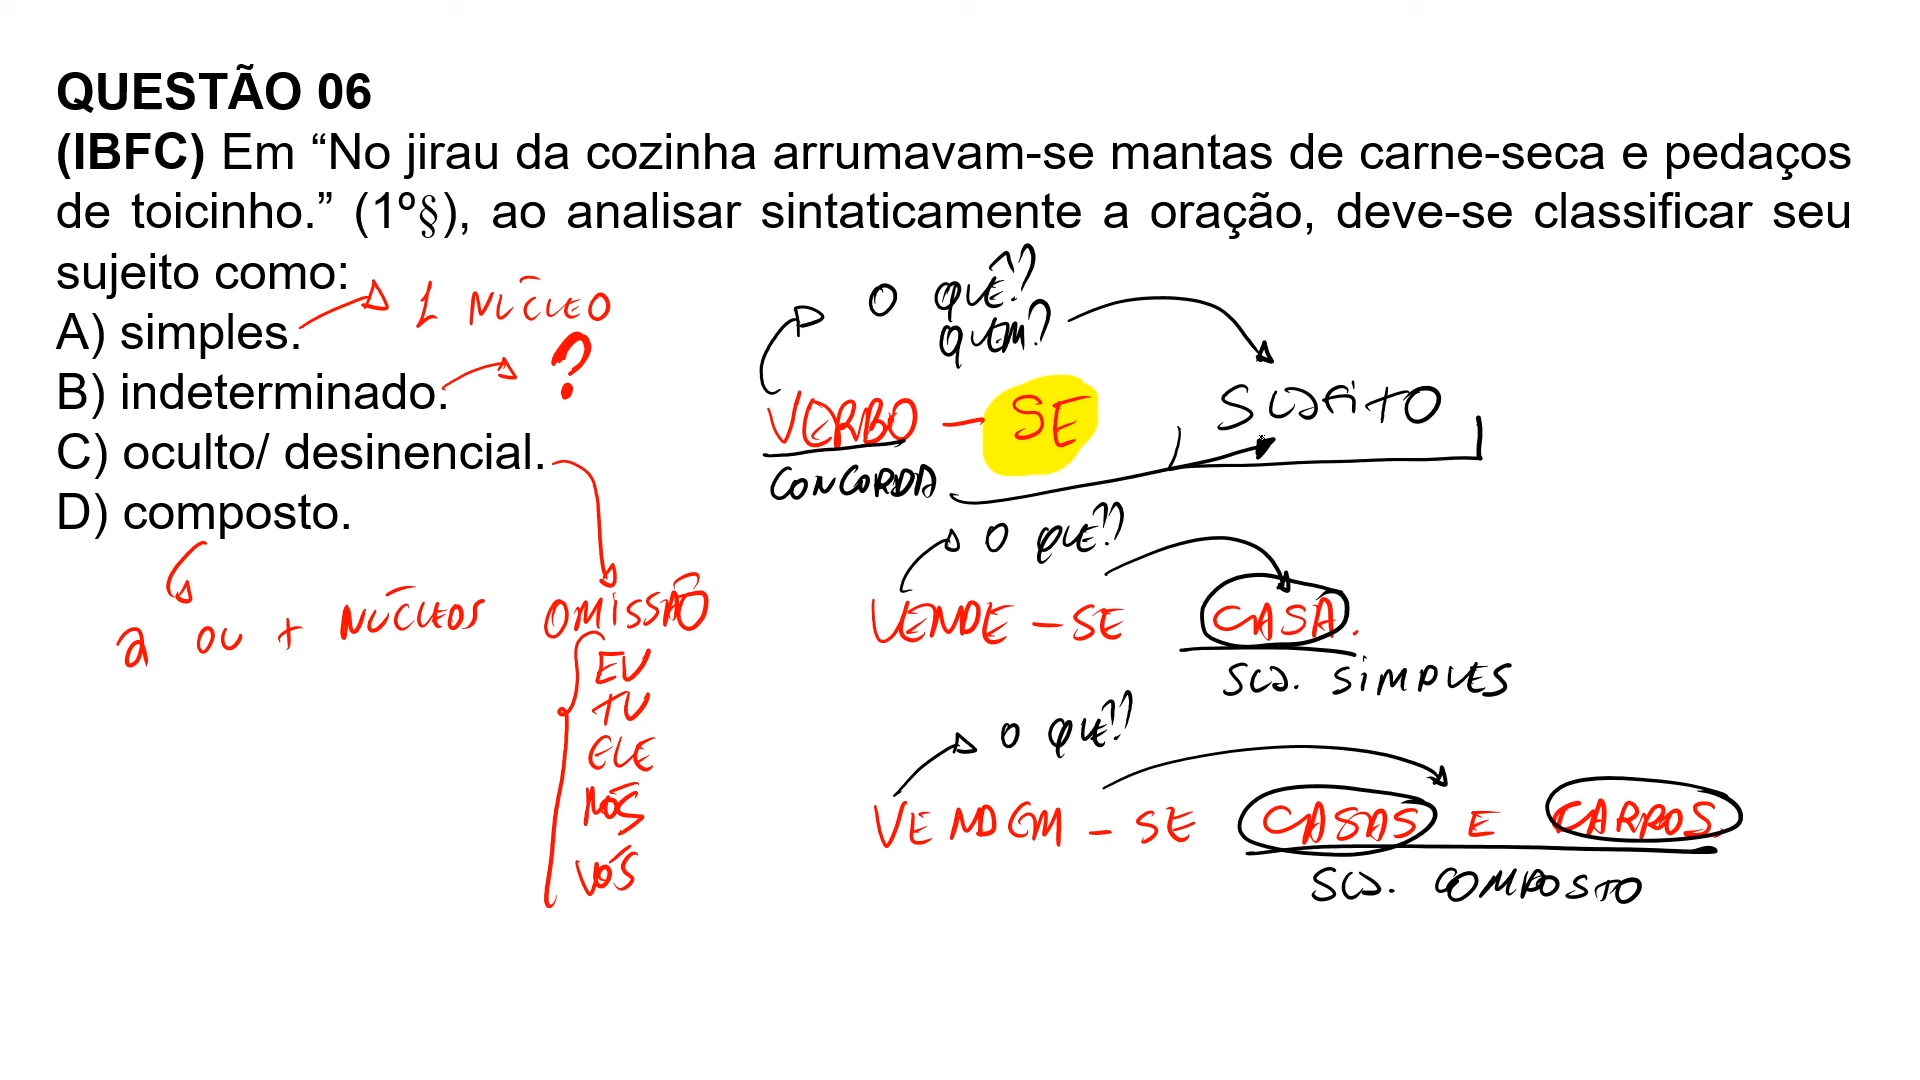 QUESTÃO 06
(IBFC) Em “No jirau da cozinha arrumavam-se mantas de carne-seca e pedaços
de toicinho.” (1º§), ao analisar sintaticamente a oração, deve-se classificar seu
sujeito como:
A) simples.
1 NÚCLEO
B) indeterminado.
?
C) oculto/ desinencial.
D) composto.
2 OU + NÚCLEOS
OMISSÃO
EU
TU
ELE
NÓS
VÓS
O QUÊ??
QUEM?
VERBO - SE
SUJEITO
CONCORDA
O QUE??
VENDE - SE CASA.
SUJ. SIMPLES
O QUE??
VENDEM - SE CASAS E CARROS.
SUJ. COMPOSTO